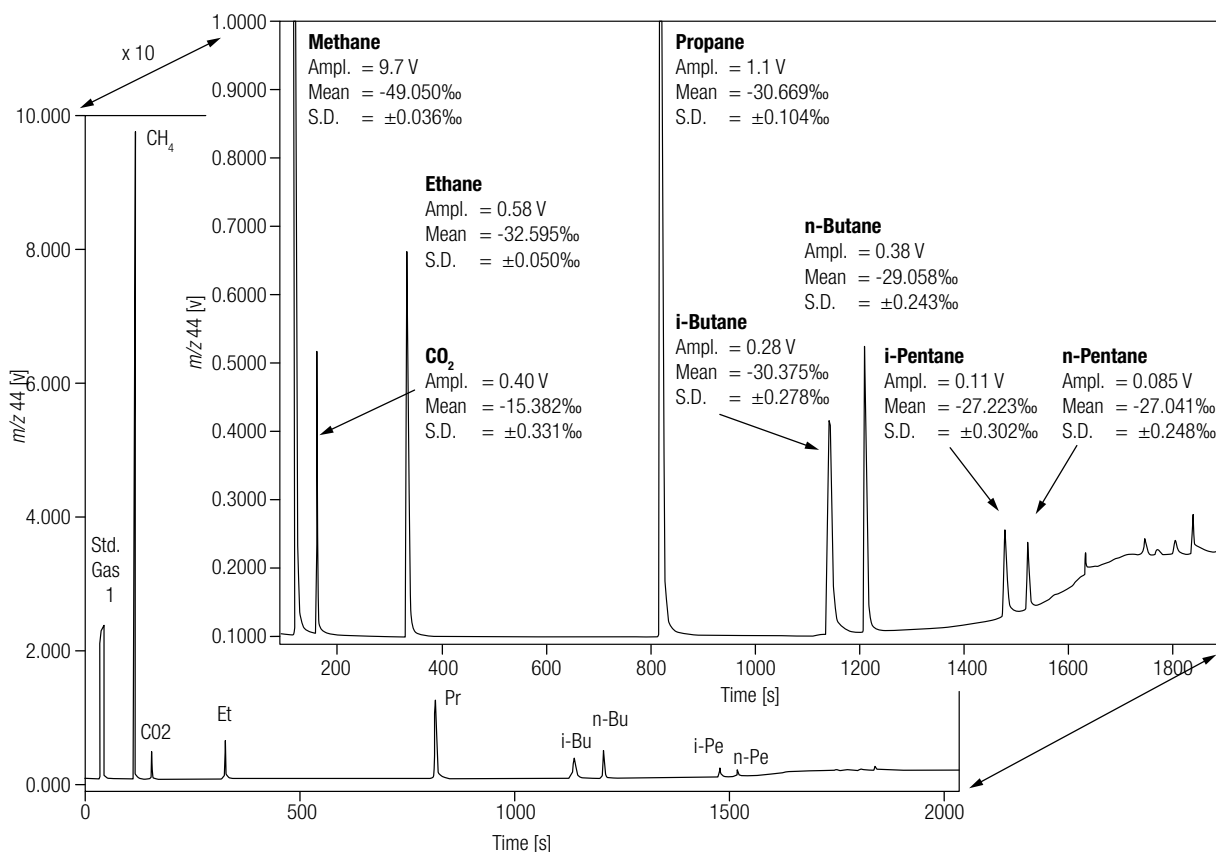 x 10
1.0000
0.9000
0.8000
0.7000
0.6000
0.5000
0.4000
0.3000
0.2000
0.1000
m/z 44 [v]
200
400
600
800
1000
1200
1400
1600
1800
Time [s]
Methane
Ampl. = 9.7 V
Mean = -49.050‰
S.D. = ±0.036‰
Ethane
Ampl. = 0.58 V
Mean = -32.595‰
S.D. = ±0.050‰
CO₂
Ampl. = 0.40 V
Mean = -15.382‰
S.D. = ±0.331‰
Propane
Ampl. = 1.1 V
Mean = -30.669‰
S.D. = ±0.104‰
i-Butane
Ampl. = 0.28 V
Mean = -30.375‰
S.D. = ±0.278‰
n-Butane
Ampl. = 0.38 V
Mean = -29.058‰
S.D. = ±0.243‰
i-Pentane
Ampl. = 0.11 V
Mean = -27.223‰
S.D. = ±0.302‰
n-Pentane
Ampl. = 0.085 V
Mean = -27.041‰
S.D. = ±0.248‰
10.000
8.000
6.000
4.000
2.000
0.000
m/z 44 [v]
CH₄
Std.
Gas
1
CO2
Et
Pr
i-Bu
n-Bu
i-Pe
n-Pe
0
500
1000
1500
2000
Time [s]